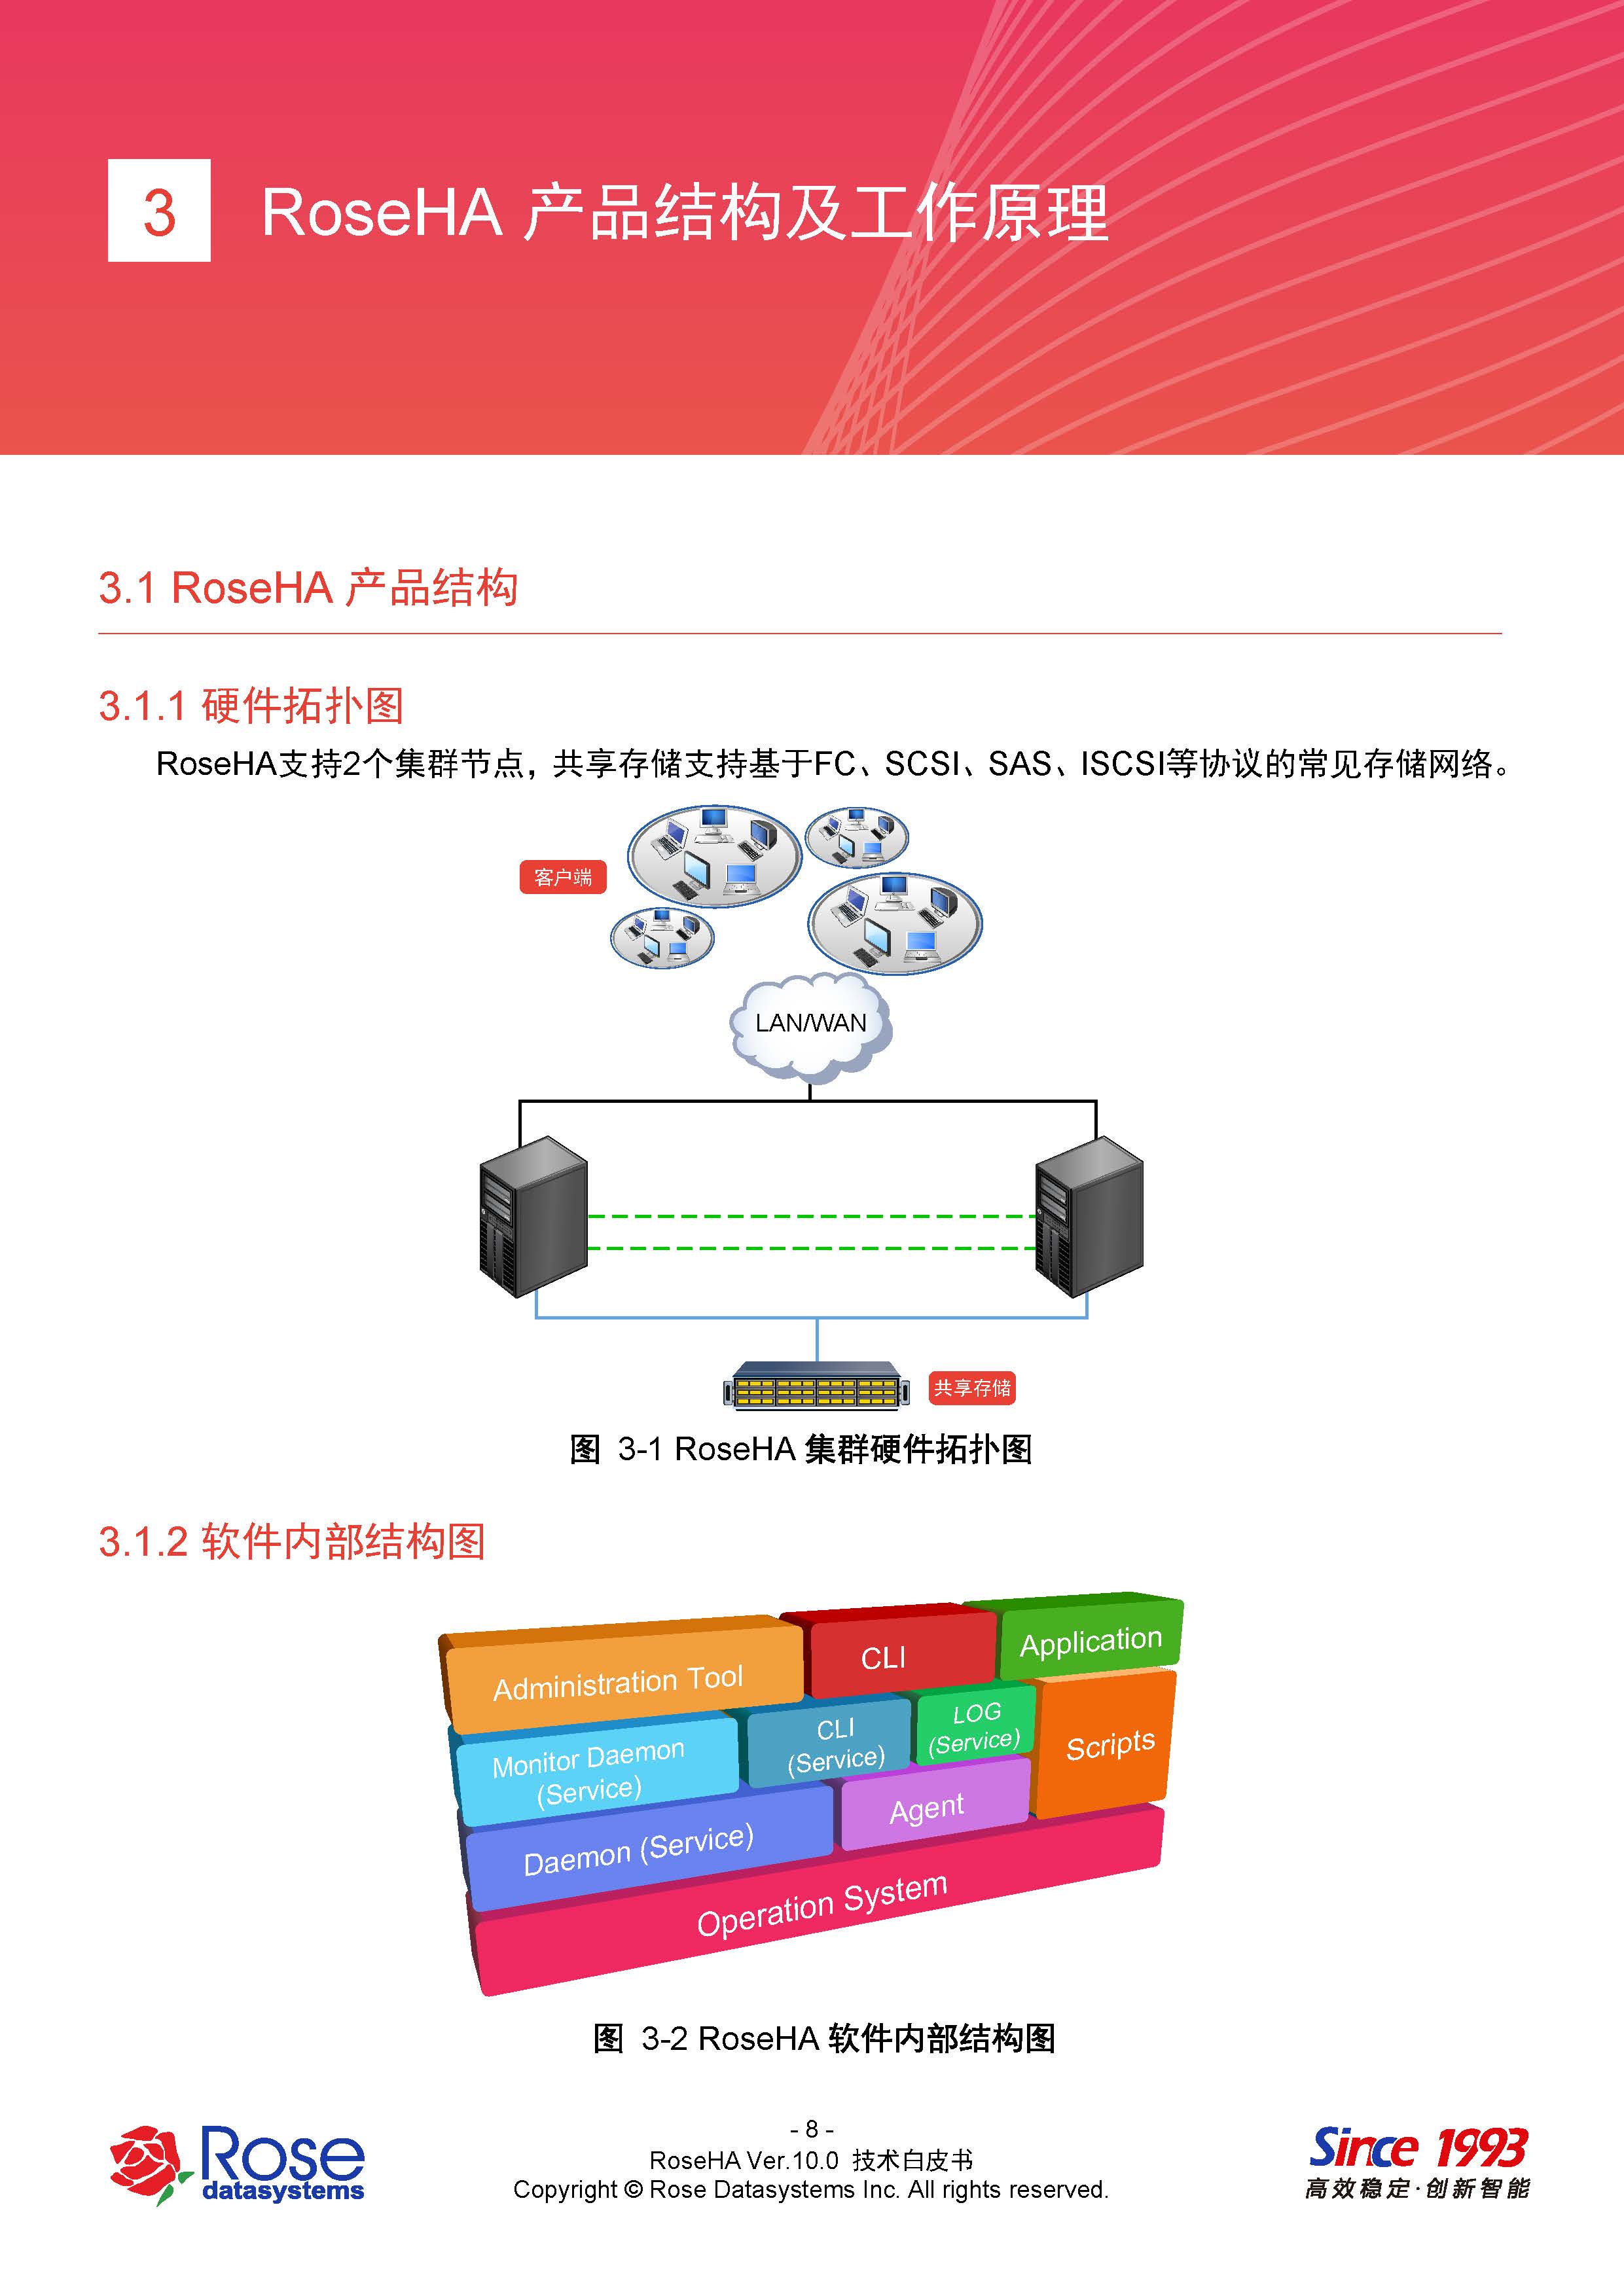 3 RoseHA 产品结构及工作原理
3.1 RoseHA 产品结构
3.1.1 硬件拓扑图
RoseHA支持2个集群节点，共享存储支持基于FC、SCSI、SAS、ISCSI等协议的常见存储网络。
客户端
LAN/WAN
共享存储
图 3-1 RoseHA 集群硬件拓扑图
3.1.2 软件内部结构图
Administration Tool
CLI
Application
Monitor Daemon
(Service)
CLI
(Service)
LOG
(Service)
Scripts
Daemon (Service)
Agent
Operation System
图 3-2 RoseHA 软件内部结构图
Rose
datasystems
- 8 -
RoseHA Ver.10.0 技术白皮书
Copyright © Rose Datasystems Inc. All rights reserved.
Since 1993
高效稳定·创新智能